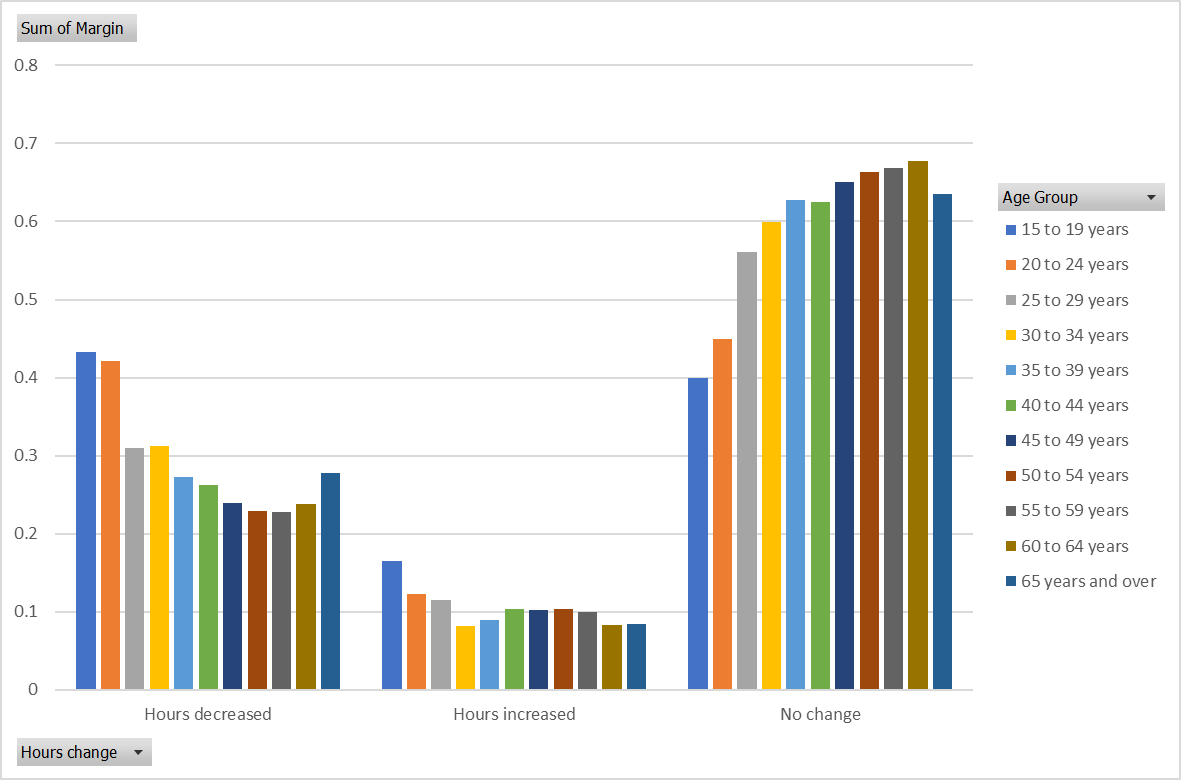 Sum of Margin
0.8
0.7
0.6
0.5
0.4
0.3
0.2
0.1
0
Hours decreased
Hours increased
No change
Hours change
Age Group
15 to 19 years
20 to 24 years
25 to 29 years
30 to 34 years
35 to 39 years
40 to 44 years
45 to 49 years
50 to 54 years
55 to 59 years
60 to 64 years
65 years and over